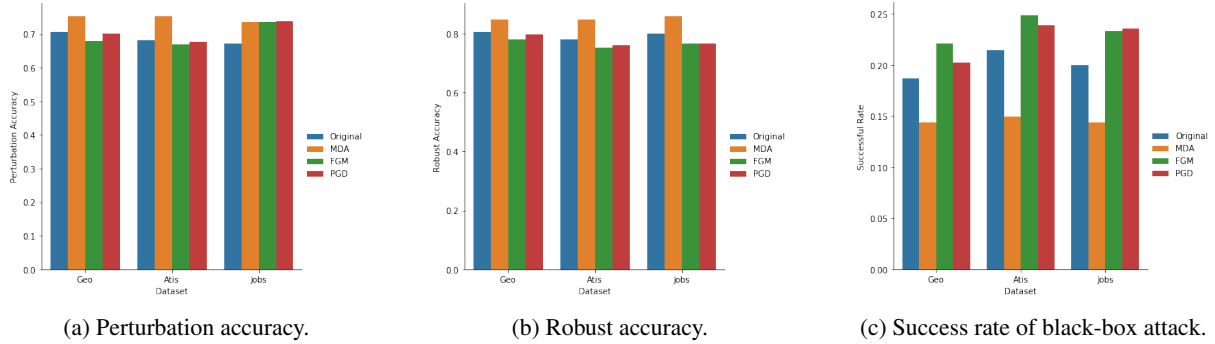 0.7
0.6
0.5
0.4
0.3
0.2
0.1
0.0
Perturbation Accuracy
Geo
Atis
Jobs
Dataset
Original
MDA
FGM
PGD
(a) Perturbation accuracy.
0.8
0.6
0.4
0.2
0.0
Robust Accuracy
Geo
Atis
Jobs
Dataset
Original
MDA
FGM
PGD
(b) Robust accuracy.
0.25
0.20
0.15
0.10
0.05
0.00
Successful Rate
Geo
Atis
Jobs
Dataset
Original
MDA
FGM
PGD
(c) Success rate of black-box attack.